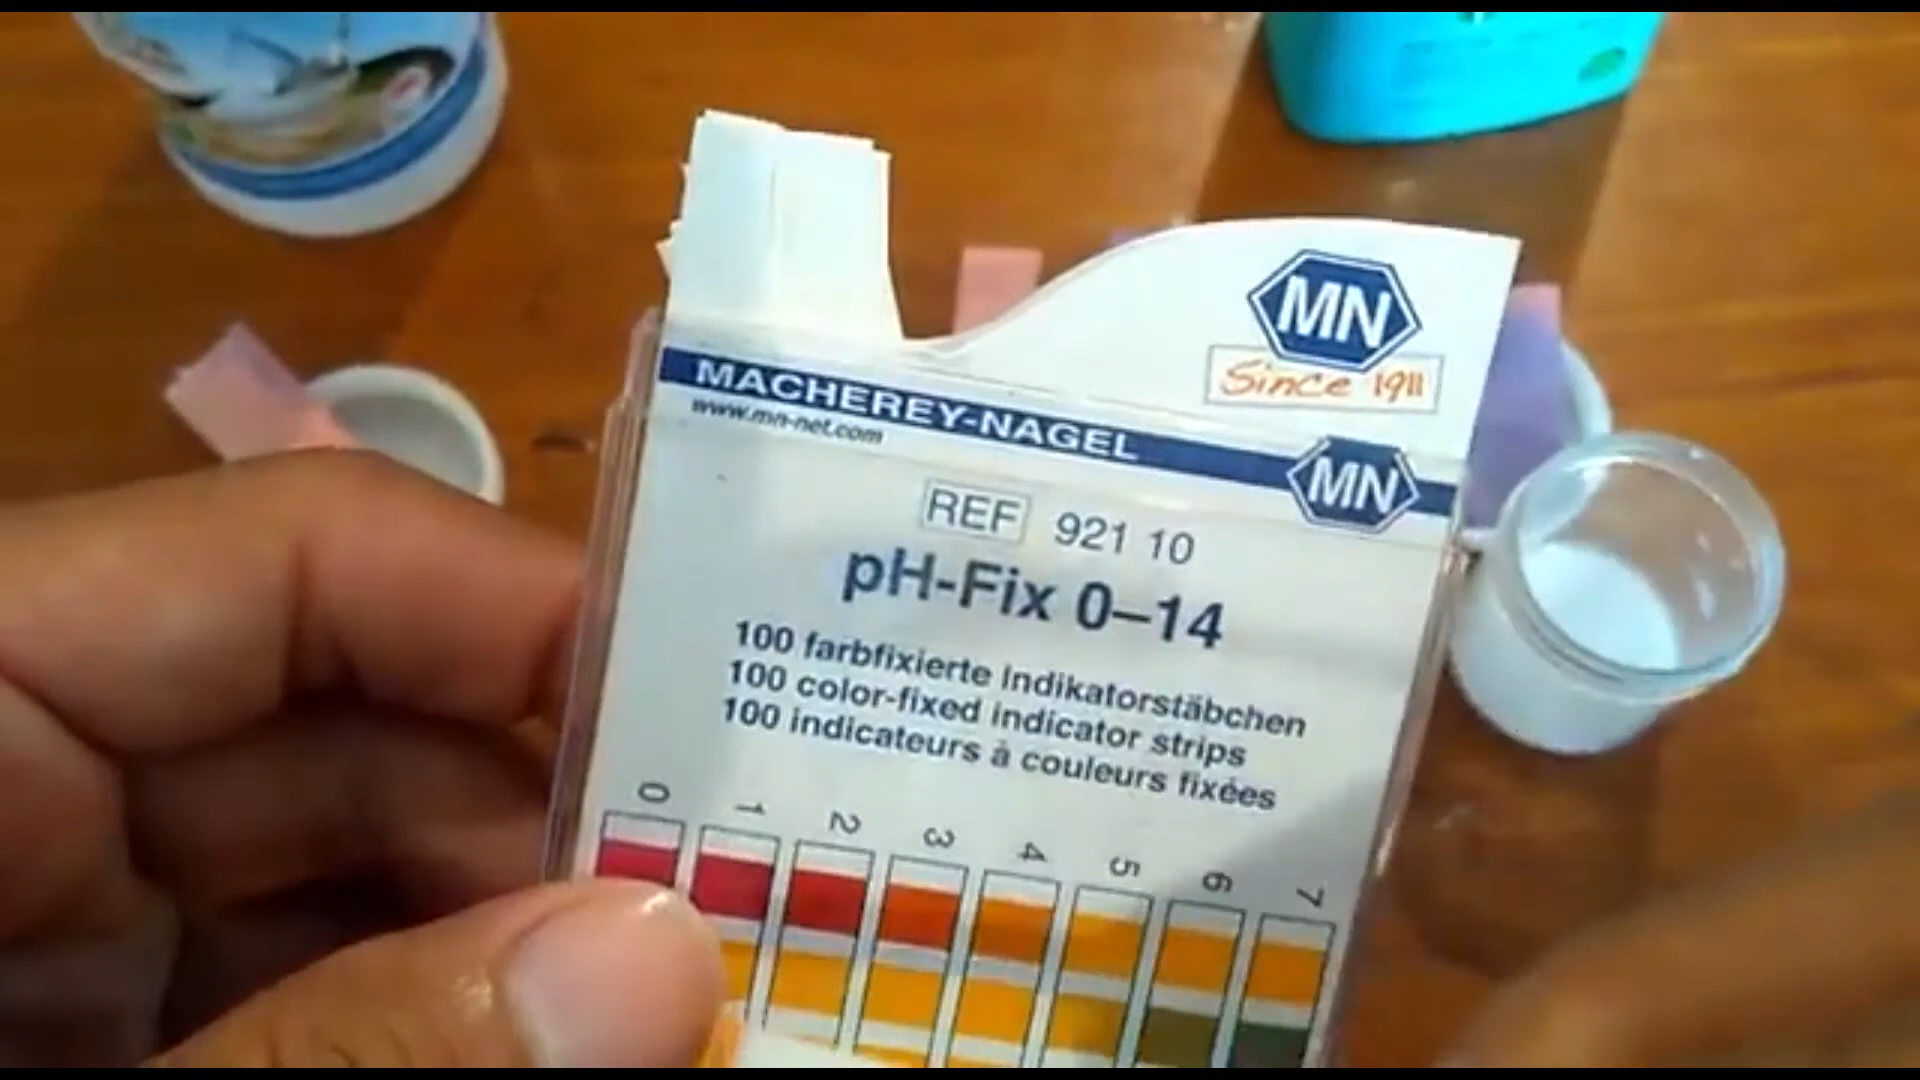 MN
Since 1911
MACHEREY-NAGEL
www.mn-net.com
MN
REF 921 10
pH-Fix 0–14
100 farbfixierte Indikatorstäbchen
100 color-fixed indicator strips
100 indicateurs à couleurs fixées
0 1 2 3 4 5 6 7